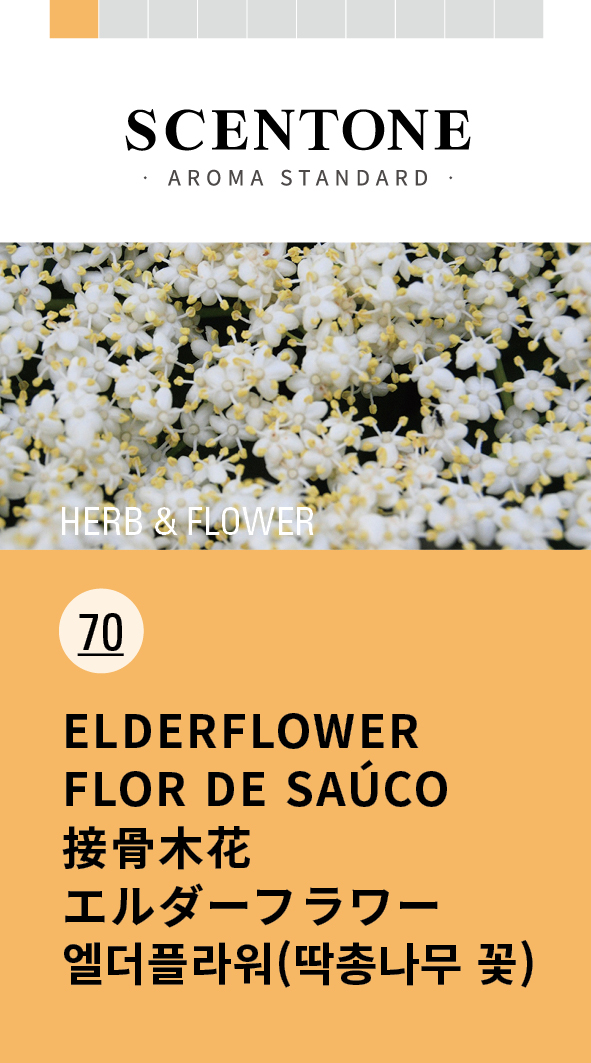 SCENTONE
· AROMA STANDARD ·
HERB & FLOWER
70
ELDERFLOWER
FLOR DE SAÚCO
接骨木花
エルダーフラワー
엘더플라워(딱총나무 꽃)